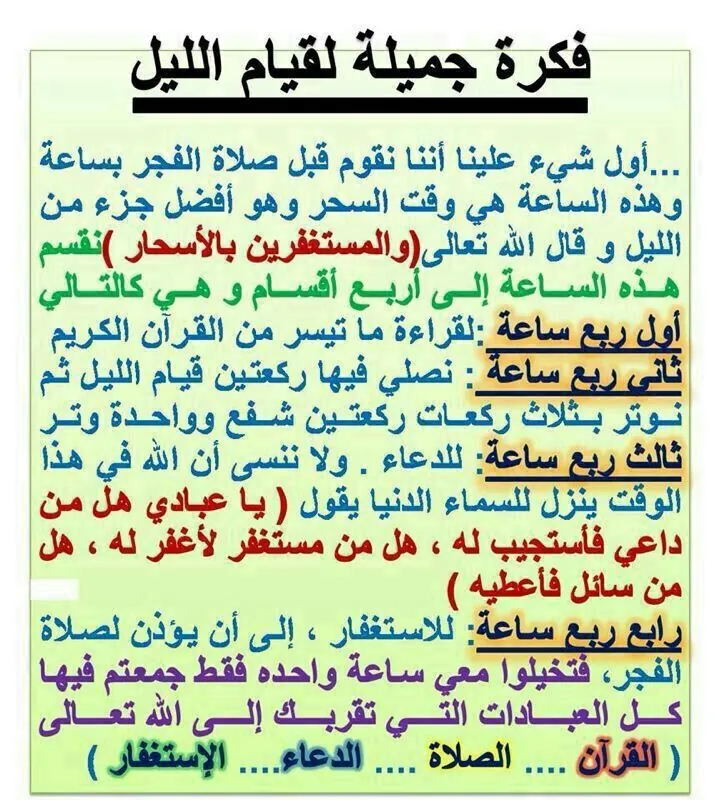 فكرة جميلة لقيام الليل
...أول شيء علينا أننا نقوم قبل صلاة الفجر بساعة
وهذه الساعة هي وقت السحر وهو أفضل جزء من
الليل و قال الله تعالى(والمستغفرين بالأسحار )نقسم
هذه الساعة إلى أربع أقسام و هي كالتالي
أول ربع ساعة :لقراءة ما تيسر من القرآن الكريم
ثاني ربع ساعة : نصلي فيها ركعتين قيام الليل ثم
نوتر بثلاث ركعات ركعتين شفع وواحدة وتر
ثالث ربع ساعة: للدعاء . ولا ننسى أن الله في هذا
الوقت ينزل للسماء الدنيا يقول ( يا عبادي هل من
داعي فأستجيب له ، هل من مستغفر لأغفر له ، هل
من سائل فأعطيه )
رابع ربع ساعة: للاستغفار ، إلى أن يؤذن لصلاة
الفجر، فتخيلوا معي ساعة واحده فقط جمعتم فيها
كل العبادات التي تقربك إلى الله تعالى
( القرآن .... الصلاة .... الدعاء.... الإستغفار )